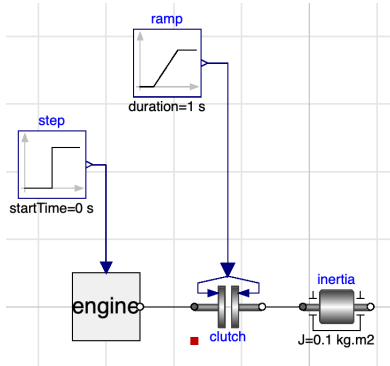 ramp
duration=1 s
step
startTime=0 s
engine
clutch
inertia
J=0.1 kg.m2